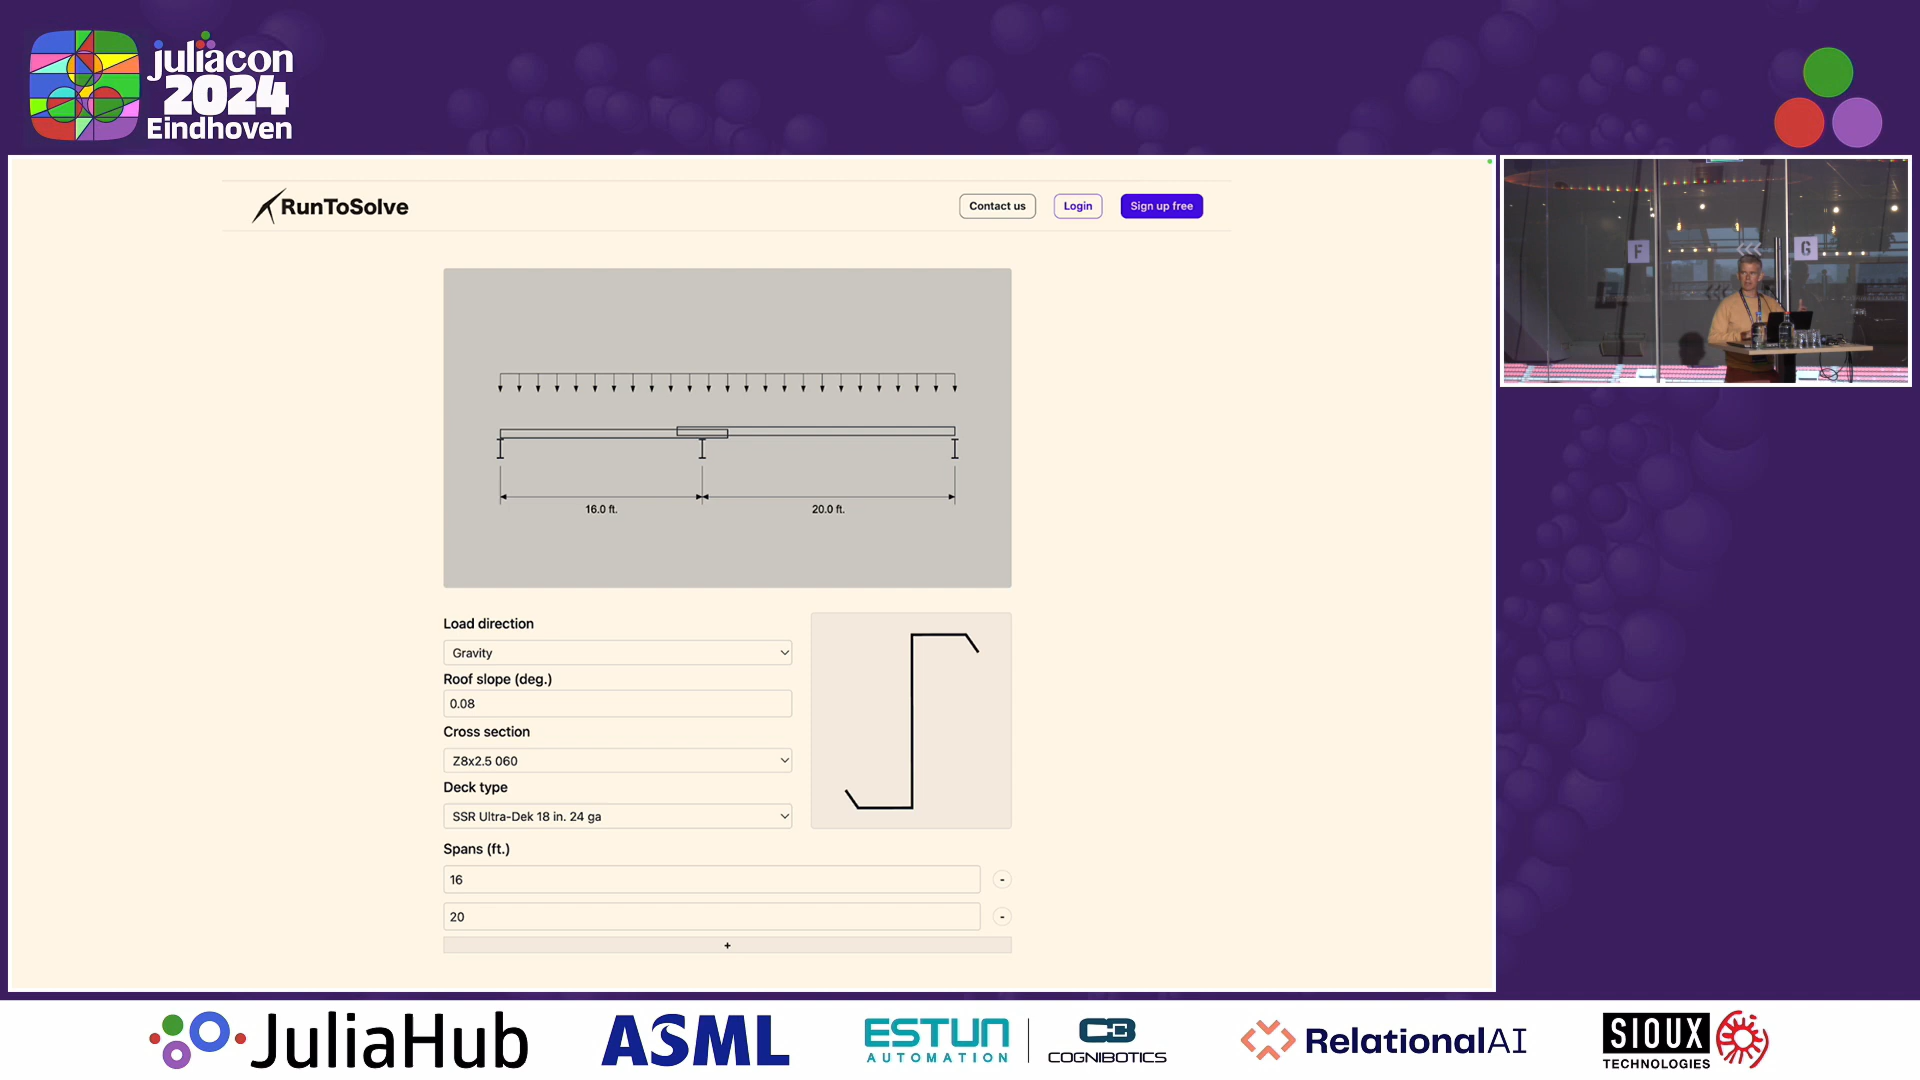 juliacon
2024
Eindhoven
RunToSolve
Contact us
Login
Sign up free
16.0 ft.
20.0 ft.
Load direction
Gravity
Roof slope (deg.)
0.08
Cross section
Z8x2.5 060
Deck type
SSR Ultra-Dek 18 in. 24 ga
Spans (ft.)
16
-
20
-
+
F
G
JuliaHub
ASML
ESTUN
AUTOMATION
COGNIBOTICS
RelationalAI
SIOUX
TECHNOLOGIES